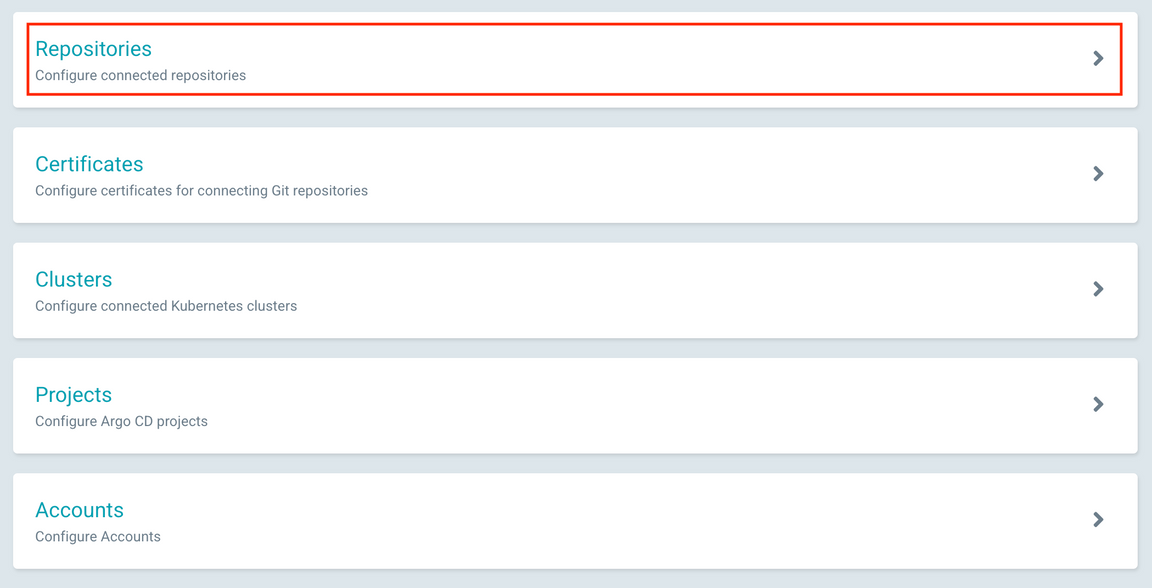 Repositories
Configure connected repositories
Certificates
Configure certificates for connecting Git repositories
Clusters
Configure connected Kubernetes clusters
Projects
Configure Argo CD projects
Accounts
Configure Accounts